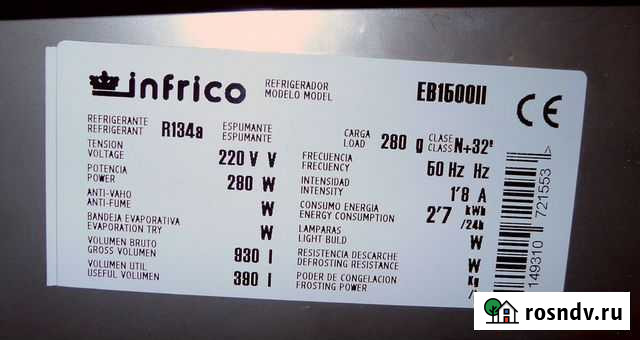 infrico
REFRIGERADOR
MODELO MODEL
EB1500II
CE
REFRIGERANTE
REFRIGERANT
R134a
ESPUMANTE
ESPUMANTE
CARGA
LOAD
280 g
CLASE
CLASS
N+32ª
TENSION
VOLTAGE
220 V V
FRECUENCIA
FRECUENCY
50 Hz Hz
POTENCIA
POWER
280 W
INTENSIDAD
INTENSITY
1'8 A
ANTI-VAHO
ANTI-FUME
W
CONSUMO ENERGIA
ENERGY CONSUMPTION
2'7
kWh
/24h
BANDEJA EVAPORATIVA
EVAPORATION TRY
W
LAMPARAS
LIGHT BUILD
W
VOLUMEN BRUTO
GROSS VOLUMEN
930 l
RESISTENCIA DESCARCHE
DEFROSTING RESISTANCE
W
VOLUMEN UTIL
USEFUL VOLUMEN
390 l
PODER DE CONGELACION
FROSTING POWER
Kg
149310 721553
rosndv.ru